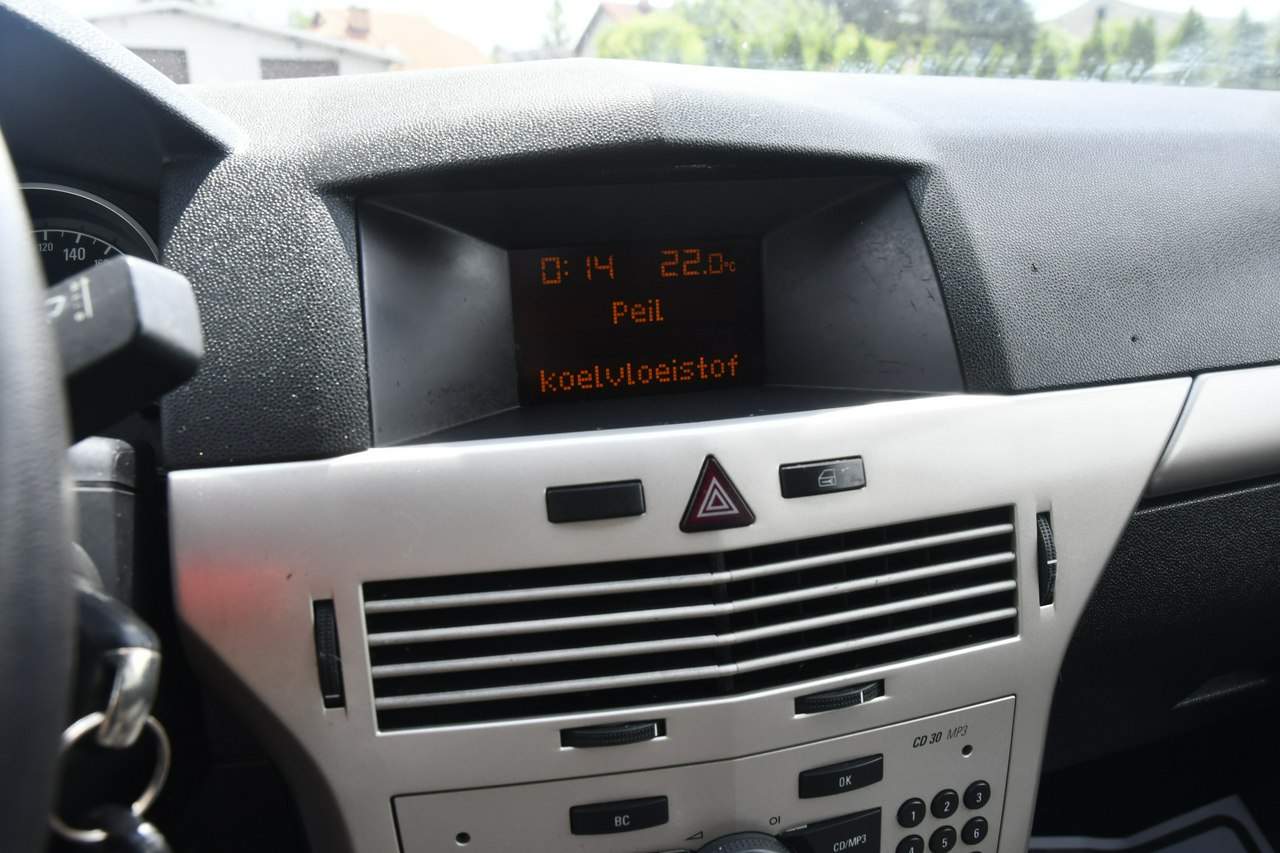 0:14 22.0°C
Peil
koelvloeistof
120 140
CD 30 MP3
OK
BC
CD/MP3
1 2 3
4 5 6